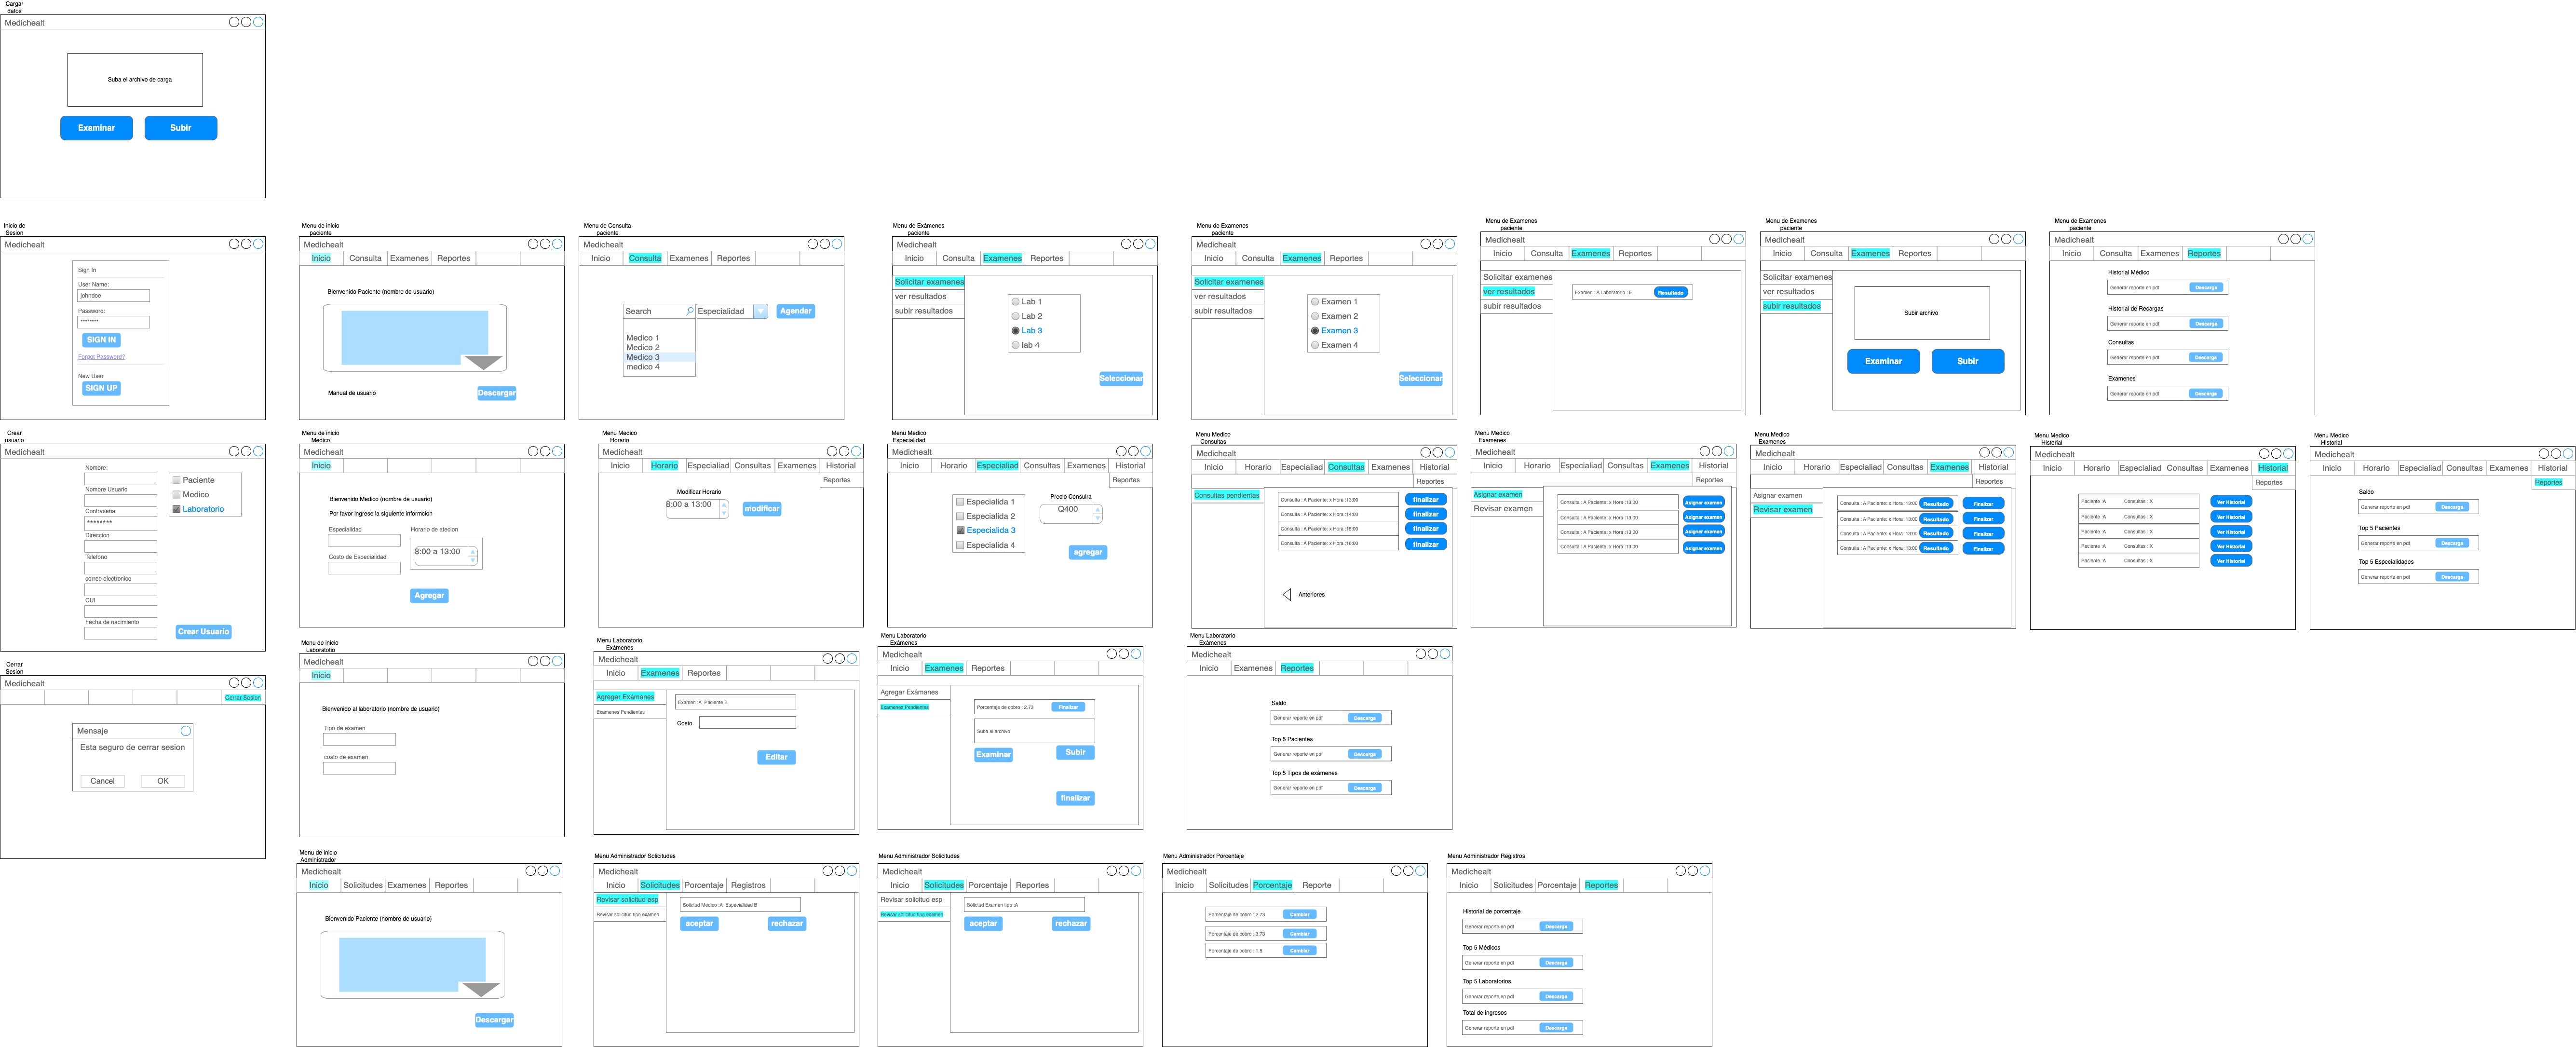 Cargar
datos
Medichealt
Suba el archivo de carga
Examinar
Subir
Inicio de
Sesion
Medichealt
Sign In
User Name:
johndoe
Password:
********
SIGN IN
Forgot Password?
New User
SIGN UP
Menu de inicio
paciente
Medichealt
Inicio Consulta Examenes Reportes
Bienvenido Paciente (nombre de usuario)
Manual de usuario
Descargar
Menu de Consulta
paciente
Medichealt
Inicio Consulta Examenes Reportes
Search Especialidad Agendar
Medico 1
Medico 2
Medico 3
medico 4
Menu de Exámenes
paciente
Medichealt
Inicio Consulta Examenes Reportes
Solicitar examenes
ver resultados
subir resultados
Lab 1
Lab 2
Lab 3
lab 4
Seleccionar
Menu de Examenes
paciente
Medichealt
Inicio Consulta Examenes Reportes
Solicitar examenes
ver resultados
subir resultados
Examen 1
Examen 2
Examen 3
Examen 4
Seleccionar
Menu de Examenes
paciente
Medichealt
Inicio Consulta Examenes Reportes
Solicitar examenes
ver resultados
subir resultados
Examen : A Laboratorio : E Resultado
Menu de Examenes
paciente
Medichealt
Inicio Consulta Examenes Reportes
Solicitar examenes
ver resultados
subir resultados
Subir archivo
Examinar
Subir
Menu de Examenes
paciente
Medichealt
Inicio Consulta Examenes Reportes
Historial Médico
Generar reporte en pdf Descarga
Historial de Recargas
Generar reporte en pdf Descarga
Consultas
Generar reporte en pdf Descarga
Examenes
Generar reporte en pdf Descarga
Crear
usuario
Medichealt
Nombre:
Nombre Usuario
Contraseña
********
Direccion
Telefono
correo electronico
CUI
Fecha de nacimiento
Paciente
Medico
Laboratorio
Crear Usuario
Menu de inicio
Medico
Medichealt
Inicio
Bienvenido Medico (nombre de usuario)
Por favor ingrese la siguiente informcion
Especialidad
Horario de atecion
Costo de Especialidad
8:00 a 13:00
Agregar
Menu Medico
Horario
Medichealt
Inicio Horario Especialiad Consultas Examenes Historial
Reportes
Modificar Horario
8:00 a 13:00
modificar
Menu Medico
Especialidad
Medichealt
Inicio Horario Especialiad Consultas Examenes Historial
Reportes
Especialida 1
Especialida 2
Especialida 3
Especialida 4
Precio Consulra
Q400
agregar
Menu Medico
Consultas
Medichealt
Inicio Horario Especialiad Consultas Examenes Historial
Reportes
Consultas pendientas
Consulta : A Paciente: x Hora :13:00 finalizar
Consulta : A Paciente: x Hora :14:00 finalizar
Consulta : A Paciente: x Hora :15:00 finalizar
Consulta : A Paciente: x Hora :16:00 finalizar
Anteriores
Menu Medico
Examenes
Medichealt
Inicio Horario Especialiad Consultas Examenes Historial
Reportes
Asignar examen
Revisar examen
Consulta : A Paciente: x Hora :13:00 Asignar examen
Consulta : A Paciente: x Hora :13:00 Asignar examen
Consulta : A Paciente: x Hora :13:00 Asignar examen
Consulta : A Paciente: x Hora :13:00 Asignar examen
Menu Medico
Examenes
Medichealt
Inicio Horario Especialiad Consultas Examenes Historial
Reportes
Asignar examen
Revisar examen
Consulta : A Paciente: x Hora :13:00 Resultado Finalizar
Consulta : A Paciente: x Hora :13:00 Resultado Finalizar
Consulta : A Paciente: x Hora :13:00 Resultado Finalizar
Consulta : A Paciente: x Hora :13:00 Resultado Finalizar
Menu Medico
Historial
Medichealt
Inicio Horario Especialiad Consultas Examenes Historial
Reportes
Paciente :A Consultas : X Ver Historial
Paciente :A Consultas : X Ver Historial
Paciente :A Consultas : X Ver Historial
Paciente :A Consultas : X Ver Historial
Paciente :A Consultas : X Ver Historial
Menu Medico
Historial
Medichealt
Inicio Horario Especialiad Consultas Examenes Historial
Reportes
Saldo
Generar reporte en pdf Descarga
Top 5 Pacientes
Generar reporte en pdf Descarga
Top 5 Especialidades
Generar reporte en pdf Descarga
Cerrar
Sesion
Medichealt
Cerrar Sesion
Mensaje
Esta seguro de cerrar sesion
Cancel
OK
Menu de inicio
Laboratotio
Medichealt
Inicio
Bienvenido al laboratorio (nombre de usuario)
Tipo de examen
costo de examen
Menu Laboratorio
Exámenes
Medichealt
Inicio Examenes Reportes
Agregar Exámanes
Examenes Pendientes
Examen :A Paciente B
Costo
Editar
Menu Laboratorio
Exámenes
Medichealt
Inicio Examenes Reportes
Agregar Exámanes
Examenes Pendientes
Porcentaje de cobro : 2.73 Finalizar
Suba el archivo
Examinar
Subir
finalizar
Menu Laboratorio
Exámenes
Medichealt
Inicio Examenes Reportes
Saldo
Generar reporte en pdf Descarga
Top 5 Pacientes
Generar reporte en pdf Descarga
Top 5 Tipos de exámenes
Generar reporte en pdf Descarga
Menu de inicio
Administrador
Medichealt
Inicio Solicitudes Examenes Reportes
Bienvenido Paciente (nombre de usuario)
Descargar
Menu Administrador Solicitudes
Medichealt
Inicio Solicitudes Porcentaje Registros
Revisar solicitud esp
Revisar solicitud tipo examen
Solicitud Medico :A Especialidad B
aceptar
rechazar
Menu Administrador Solicitudes
Medichealt
Inicio Solicitudes Porcentaje Reportes
Revisar solicitud esp
Revisar solicitud tipo examen
Solicitud Examen tipo :A
aceptar
rechazar
Menu Administrador Porcentaje
Medichealt
Inicio Solicitudes Porcentaje Reporte
Porcentaje de cobro : 2.73 Cambiar
Porcentaje de cobro : 3.73 Cambiar
Porcentaje de cobro : 1.5 Cambiar
Menu Administrador Registros
Medichealt
Inicio Solicitudes Porcentaje Reportes
Historial de porcentaje
Generar reporte en pdf Descarga
Top 5 Médicos
Generar reporte en pdf Descarga
Top 5 Laboratorios
Generar reporte en pdf Descarga
Total de ingresos
Generar reporte en pdf Descarga